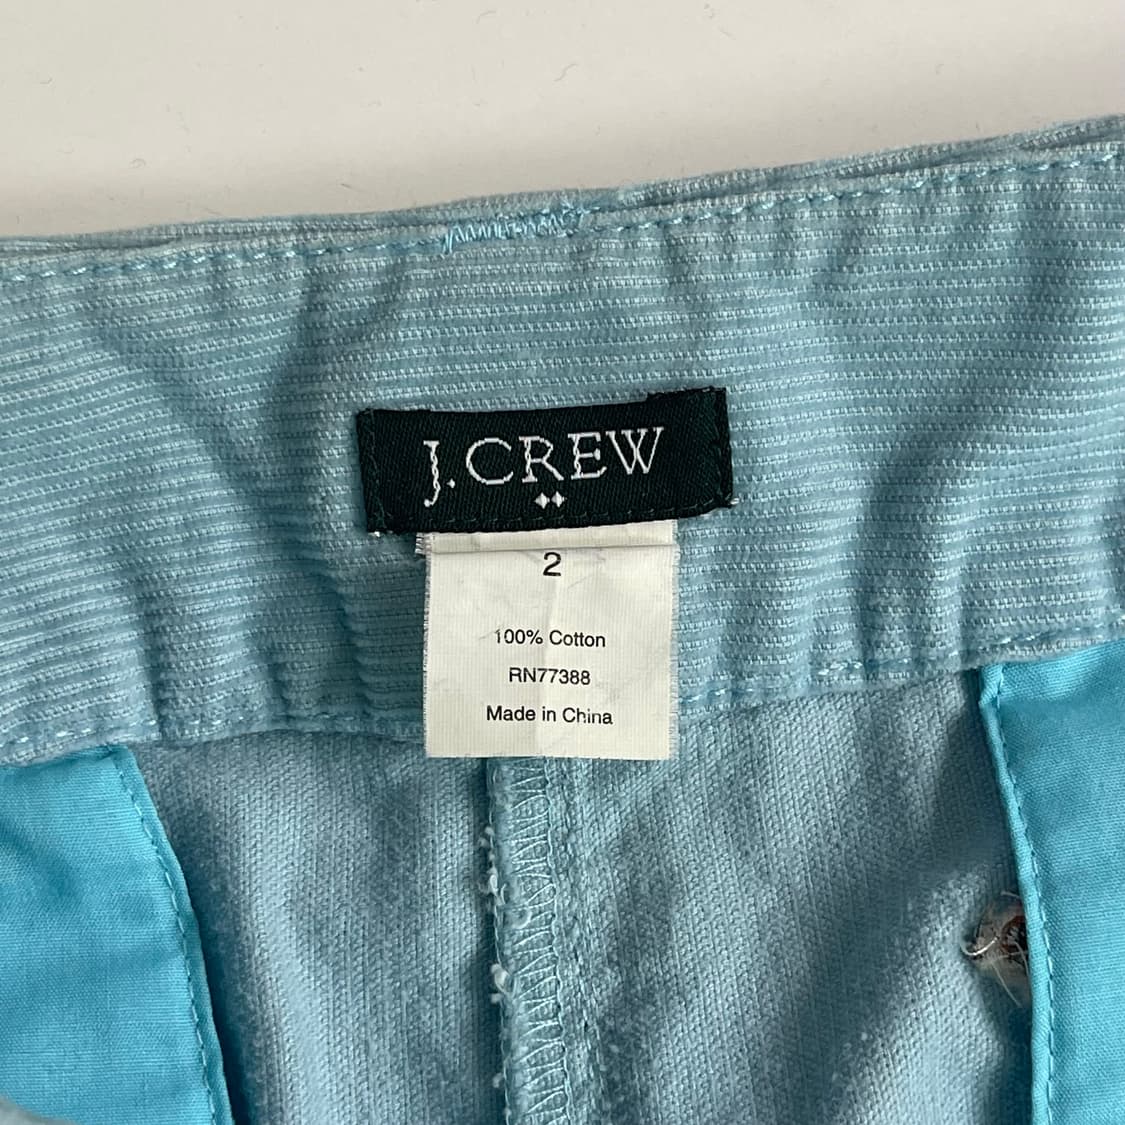 J.CREW
2
100% Cotton
RN77388
Made in China